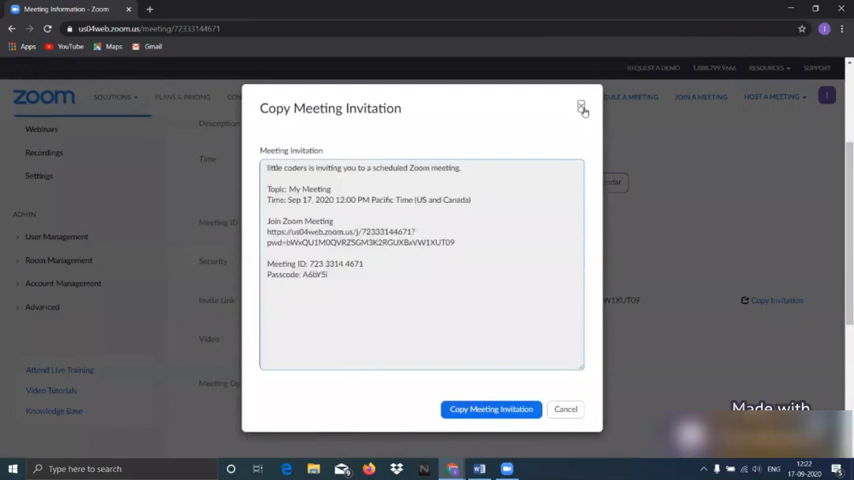 Meeting Information - Zoom
us04web.zoom.us/meeting/72333144671
Apps YouTube Maps Gmail
REQUEST A DEMO 1.888.799.9666 RESOURCES SUPPORT
zoom SOLUTIONS PLANS & PRICING JOIN A MEETING HOST A MEETING
Webinars
Recordings
Settings
ADMIN
User Management
Room Management
Account Management
Advanced
Attend Live Training
Video Tutorials
Knowledge Base
Description
Time
Meeting ID
Security
Invite Link
Video
Copy Meeting Invitation
Meeting Invitation
little coders is inviting you to a scheduled Zoom meeting.
Topic: My Meeting
Time: Sep 17, 2020 12:00 PM Pacific Time (US and Canada)
Join Zoom Meeting
https://us04web.zoom.us/j/72333144671?
Meeting ID: 723 3314 4671
Copy Meeting Invitation Cancel
Copy Invitation
Made with
Type here to search
ENG
12:22
17-09-2020